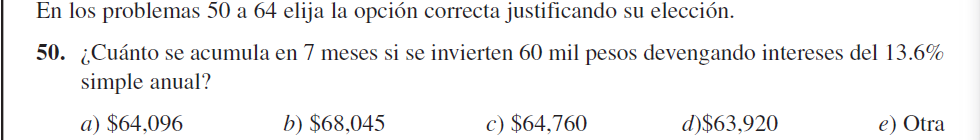 En los problemas 50 a 64 elija la opción correcta justificando su elección.
50. ¿Cuánto se acumula en 7 meses si se invierten 60 mil pesos devengando intereses del 13.6%
simple anual?
a) $64,096 b) $68,045 c) $64,760 d)$63,920 e) Otra